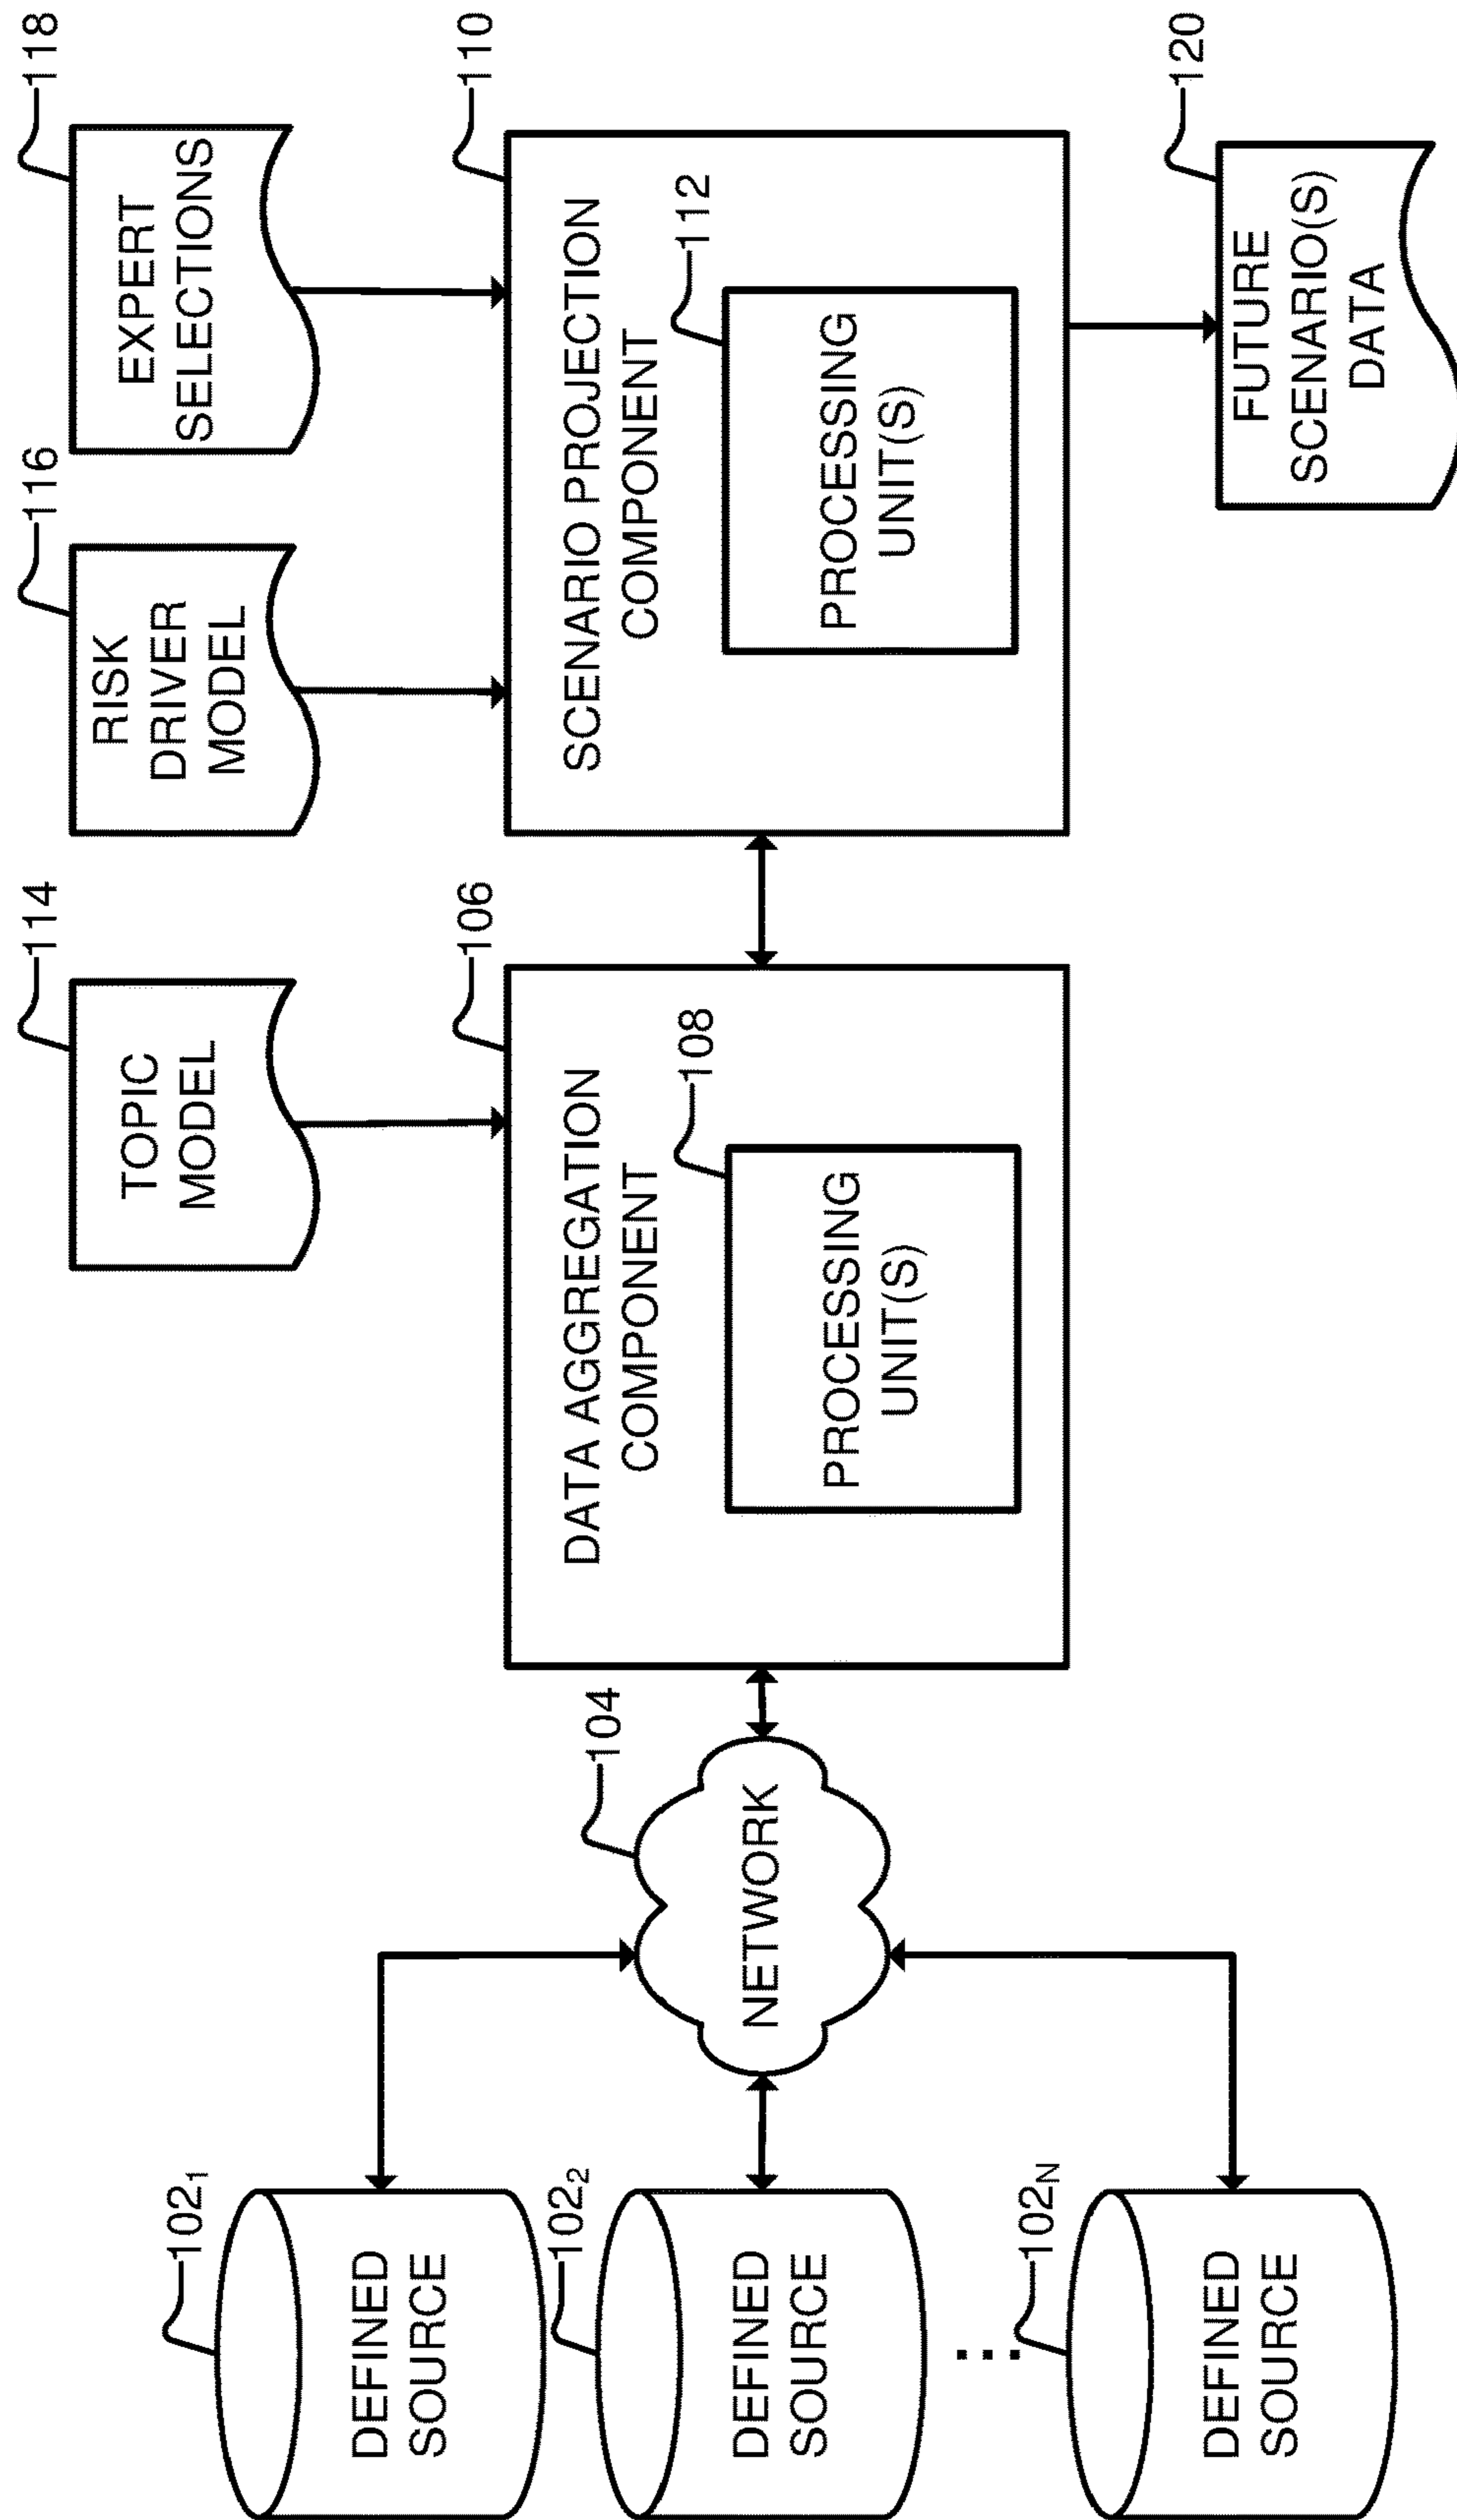 102₁
DEFINED
SOURCE
102₂
DEFINED
SOURCE
...
102N
DEFINED
SOURCE
104
NETWORK
114
TOPIC
MODEL
106
DATA AGGREGATION
COMPONENT
108
PROCESSING
UNIT(S)
116
RISK
DRIVER
MODEL
118
EXPERT
SELECTIONS
110
SCENARIO PROJECTION
COMPONENT
112
PROCESSING
UNIT(S)
120
FUTURE
SCENARIO(S)
DATA